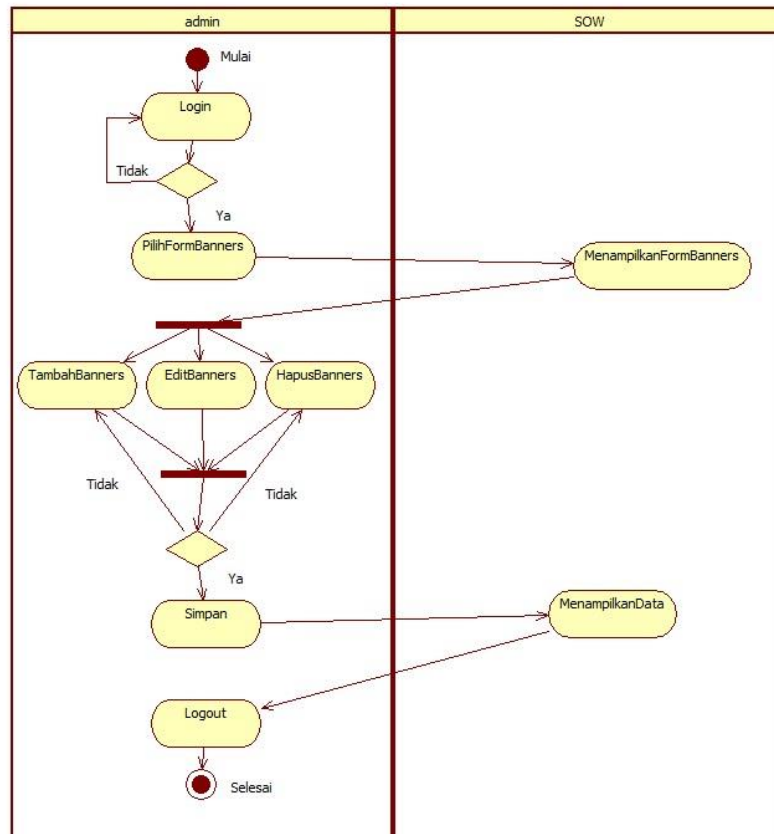 admin
SOW
Mulai
Login
Tidak
Ya
PilihFormBanners
MenampilkanFormBanners
TambahBanners
EditBanners
HapusBanners
Tidak
Tidak
Ya
Simpan
MenampilkanData
Logout
Selesai